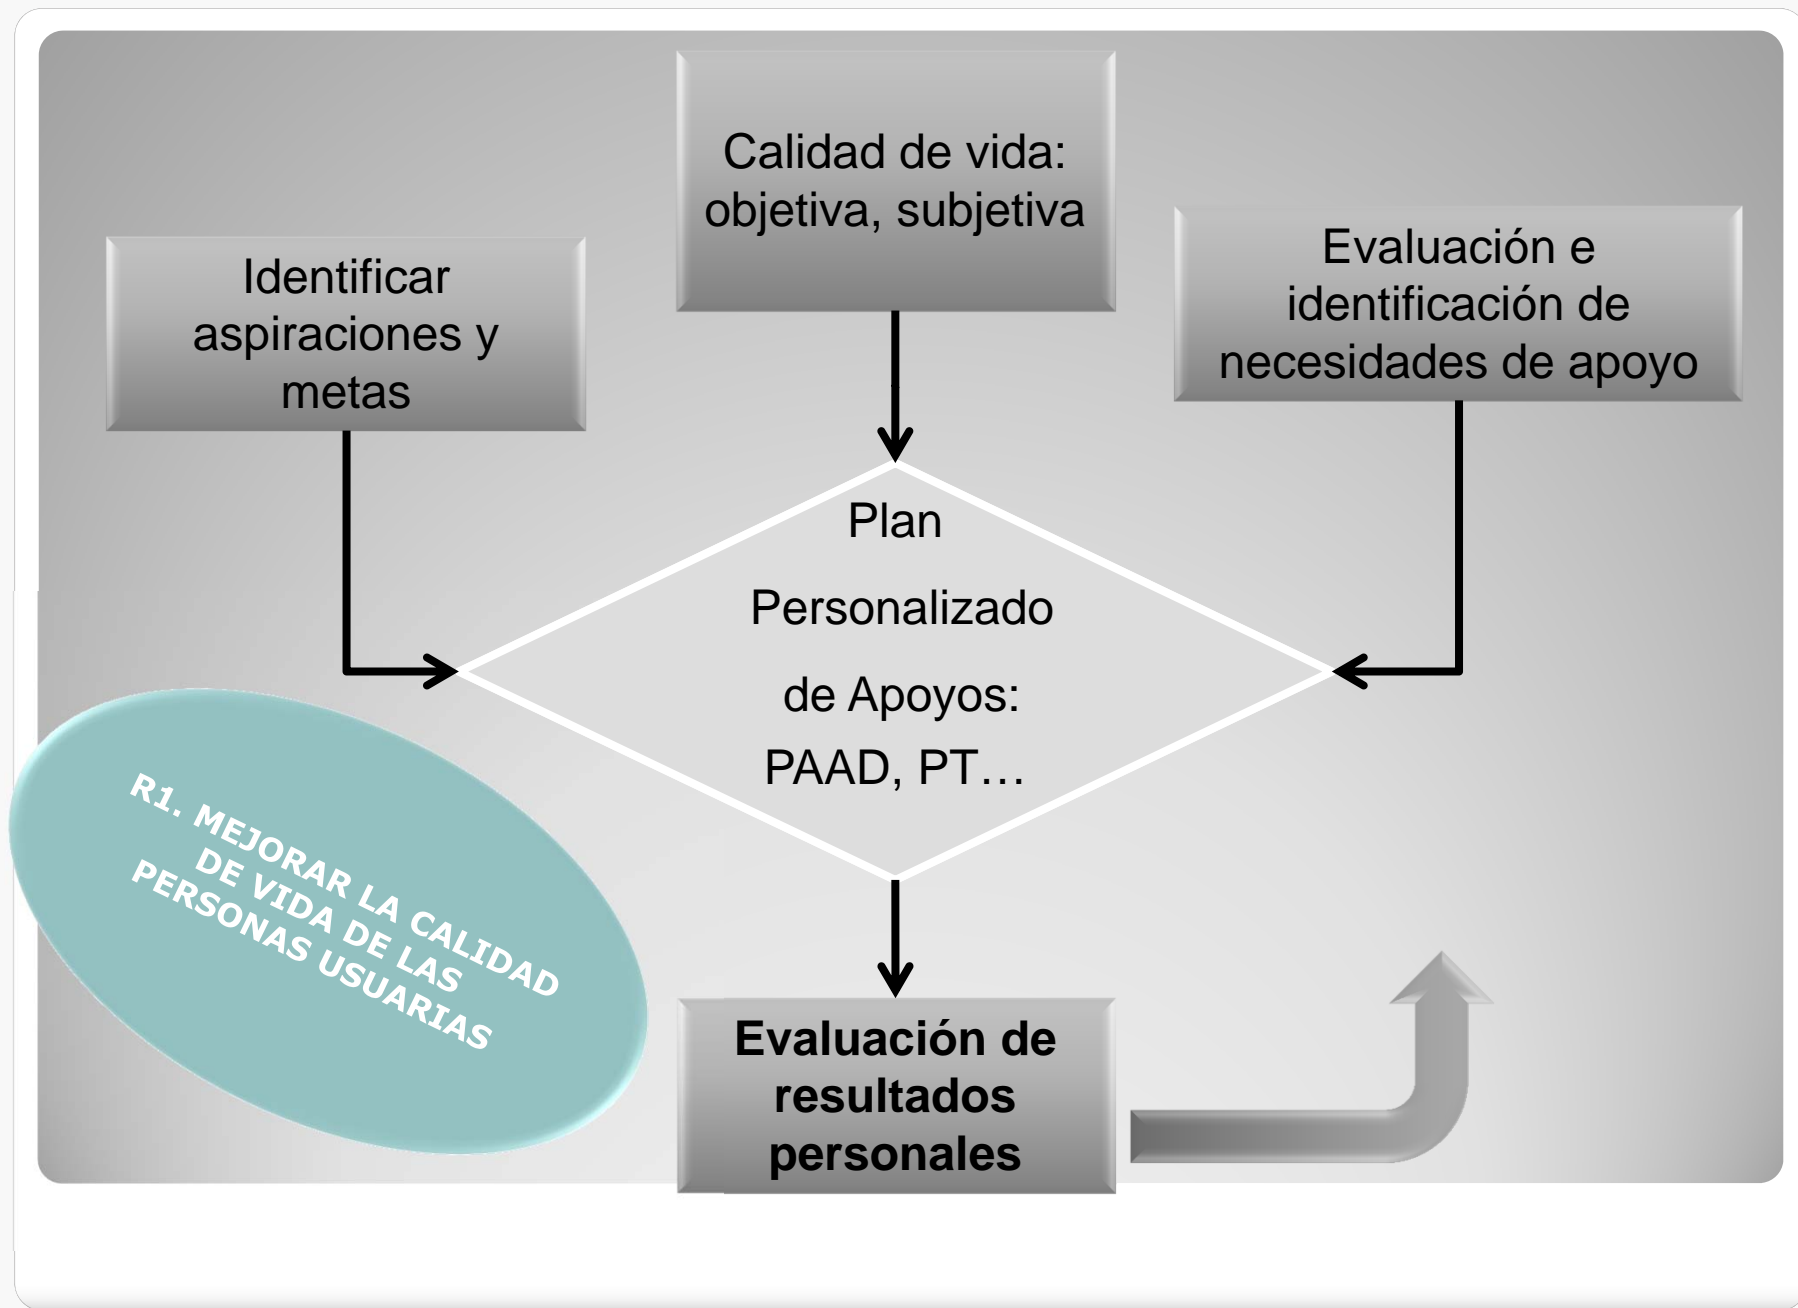 Calidad de vida:
objetiva, subjetiva
Identificar
aspiraciones y
metas
Evaluación e
identificación de
necesidades de apoyo
Plan
Personalizado
de Apoyos:
PAAD, PT…
R1. MEJORAR LA CALIDAD
DE VIDA DE LAS
PERSONAS USUARIAS
Evaluación de
resultados
personales